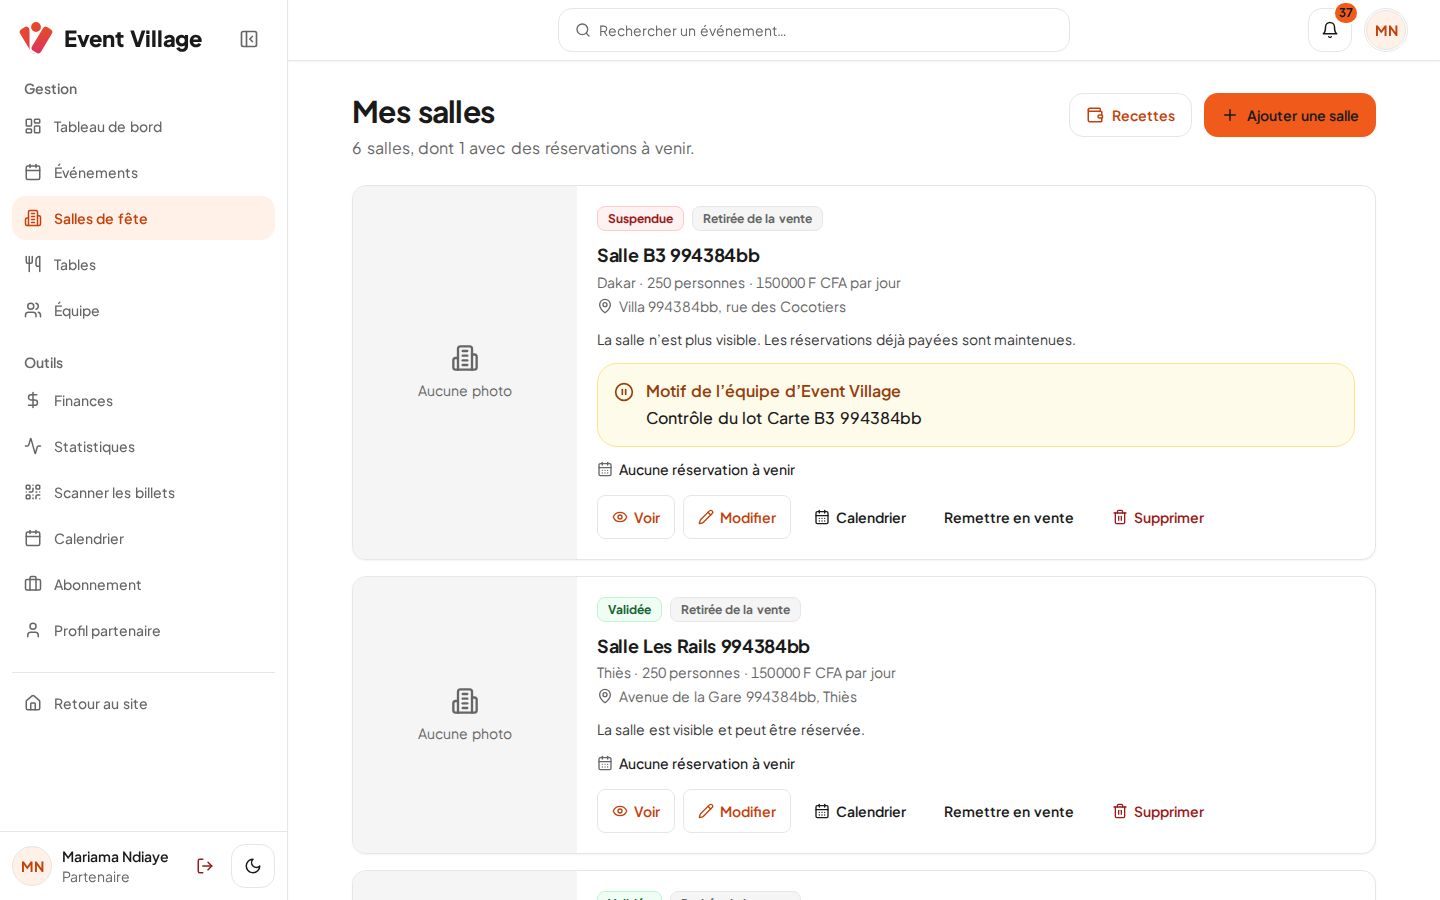 Event Village
Gestion
Tableau de bord
Événements
Salles de fête
Tables
Équipe
Outils
Finances
Statistiques
Scanner les billets
Calendrier
Abonnement
Profil partenaire
Retour au site
MN
Mariama Ndiaye
Partenaire
Rechercher un événement…
37
MN
Mes salles
6 salles, dont 1 avec des réservations à venir.
Recettes
Ajouter une salle
Aucune photo
Suspendue
Retirée de la vente
Salle B3 994384bb
Dakar · 250 personnes · 150000 F CFA par jour
Villa 994384bb, rue des Cocotiers
La salle n’est plus visible. Les réservations déjà payées sont maintenues.
Motif de l’équipe d’Event Village
Contrôle du lot Carte B3 994384bb
Aucune réservation à venir
Voir
Modifier
Calendrier
Remettre en vente
Supprimer
Aucune photo
Validée
Retirée de la vente
Salle Les Rails 994384bb
Thiès · 250 personnes · 150000 F CFA par jour
Avenue de la Gare 994384bb, Thiès
La salle est visible et peut être réservée.
Aucune réservation à venir
Voir
Modifier
Calendrier
Remettre en vente
Supprimer